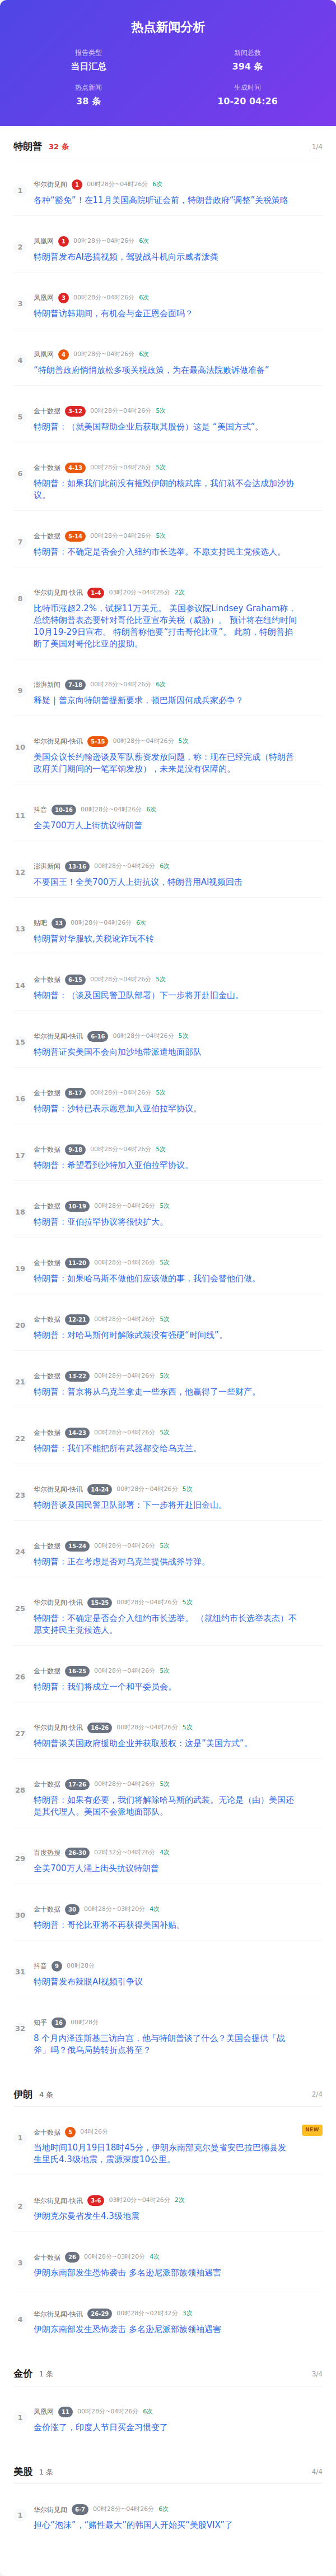 热点新闻分析
报告类型
新闻总数
当日汇总
394 条
热点新闻
生成时间
38 条
10-20 04:26
特朗普 32 条 1/4
1
华尔街见闻 1 00时28分~04时26分 6次
各种“豁免”！在11月美国高院听证会前，特朗普政府“调整”关税策略
2
凤凰网 1 00时28分~04时26分 6次
特朗普发布AI恶搞视频，驾驶战斗机向示威者泼粪
3
凤凰网 3 00时28分~04时26分 6次
特朗普访韩期间，有机会与金正恩会面吗？
4
凤凰网 4 00时28分~04时26分 6次
“特朗普政府悄悄放松多项关税政策，为在最高法院败诉做准备”
5
金十数据 3-12 00时28分~04时26分 5次
特朗普：（就美国帮助企业后获取其股份）这是 “美国方式”。
6
金十数据 4-13 00时28分~04时26分 5次
特朗普：如果我们此前没有摧毁伊朗的核武库，我们就不会达成加沙协
议。
7
金十数据 5-14 00时28分~04时26分 5次
特朗普：不确定是否会介入纽约市长选举。不愿支持民主党候选人。
8
华尔街见闻-快讯 1-4 03时20分~04时26分 2次
比特币涨超2.2%，试探11万美元。 美国参议院Lindsey Graham称，
总统特朗普表态要针对哥伦比亚宣布关税（威胁）。 预计将在纽约时间
10月19-29日宣布。 特朗普称他要“打击哥伦比亚”。 此前，特朗普掐
断了美国对哥伦比亚的援助。
9
澎湃新闻 7-18 00时28分~04时26分 6次
释疑｜普京向特朗普提新要求，顿巴斯因何成兵家必争？
10
华尔街见闻-快讯 5-15 00时28分~04时26分 5次
美国众议长约翰逊谈及军队薪资发放问题，称：现在已经完成（特朗普
政府关门期间的一笔军饷发放），未来是没有保障的。
11
抖音 10-16 00时28分~04时26分 6次
全美700万人上街抗议特朗普
12
澎湃新闻 13-16 00时28分~04时26分 6次
不要国王！全美700万人上街抗议，特朗普用AI视频回击
13
贴吧 13 00时28分~04时26分 6次
特朗普对华服软,关税讹诈玩不转
14
金十数据 6-15 00时28分~04时26分 5次
特朗普：（谈及国民警卫队部署）下一步将开赴旧金山。
15
华尔街见闻-快讯 6-16 00时28分~04时26分 5次
特朗普证实美国不会向加沙地带派遣地面部队
16
金十数据 8-17 00时28分~04时26分 5次
特朗普：沙特已表示愿意加入亚伯拉罕协议。
17
金十数据 9-18 00时28分~04时26分 5次
特朗普：希望看到沙特加入亚伯拉罕协议。
18
金十数据 10-19 00时28分~04时26分 5次
特朗普：亚伯拉罕协议将很快扩大。
19
金十数据 11-20 00时28分~04时26分 5次
特朗普：如果哈马斯不做他们应该做的事，我们会替他们做。
20
金十数据 12-21 00时28分~04时26分 5次
特朗普：对哈马斯何时解除武装没有强硬“时间线”。
21
金十数据 13-22 00时28分~04时26分 5次
特朗普：普京将从乌克兰拿走一些东西，他赢得了一些财产。
22
金十数据 14-23 00时28分~04时26分 5次
特朗普：我们不能把所有武器都交给乌克兰。
23
华尔街见闻-快讯 14-24 00时28分~04时26分 5次
特朗普谈及国民警卫队部署：下一步将开赴旧金山。
24
金十数据 15-24 00时28分~04时26分 5次
特朗普：正在考虑是否对乌克兰提供战斧导弹。
25
华尔街见闻-快讯 15-25 00时28分~04时26分 5次
特朗普：不确定是否会介入纽约市长选举。 （就纽约市长选举表态）不
愿支持民主党候选人。
26
金十数据 16-25 00时28分~04时26分 5次
特朗普：我们将成立一个和平委员会。
27
华尔街见闻-快讯 16-26 00时28分~04时26分 5次
特朗普谈美国政府援助企业并获取股权：这是“美国方式”。
28
金十数据 17-26 00时28分~04时26分 5次
特朗普：如果有必要，我们将解除哈马斯的武装。无论是（由）美国还
是其代理人。美国不会派地面部队。
29
百度热搜 26-30 02时32分~04时26分 4次
全美700万人涌上街头抗议特朗普
30
金十数据 30 00时28分~03时20分 4次
特朗普：哥伦比亚将不再获得美国补贴。
31
抖音 9 00时28分
特朗普发布辣眼AI视频引争议
32
知乎 16 00时28分
8 个月内泽连斯基三访白宫，他与特朗普谈了什么？美国会提供「战
斧」吗？俄乌局势转折点将至？
伊朗 4 条 2/4
1
金十数据 5 04时26分 NEW
当地时间10月19日18时45分，伊朗东南部克尔曼省安巴拉巴德县发
生里氏4.3级地震，震源深度10公里。
2
华尔街见闻-快讯 3-6 03时20分~04时26分 2次
伊朗克尔曼省发生4.3级地震
3
金十数据 26 00时28分~03时20分 4次
伊朗东南部发生恐怖袭击 多名逊尼派部族领袖遇害
4
华尔街见闻-快讯 26-29 00时28分~02时32分 3次
伊朗东南部发生恐怖袭击 多名逊尼派部族领袖遇害
金价 1 条 3/4
1
凤凰网 11 00时28分~04时26分 6次
金价涨了，印度人节日买金习惯变了
美股 1 条 4/4
1
华尔街见闻 6-7 00时28分~04时26分 6次
担心“泡沫”，“赌性最大”的韩国人开始买“美股VIX”了